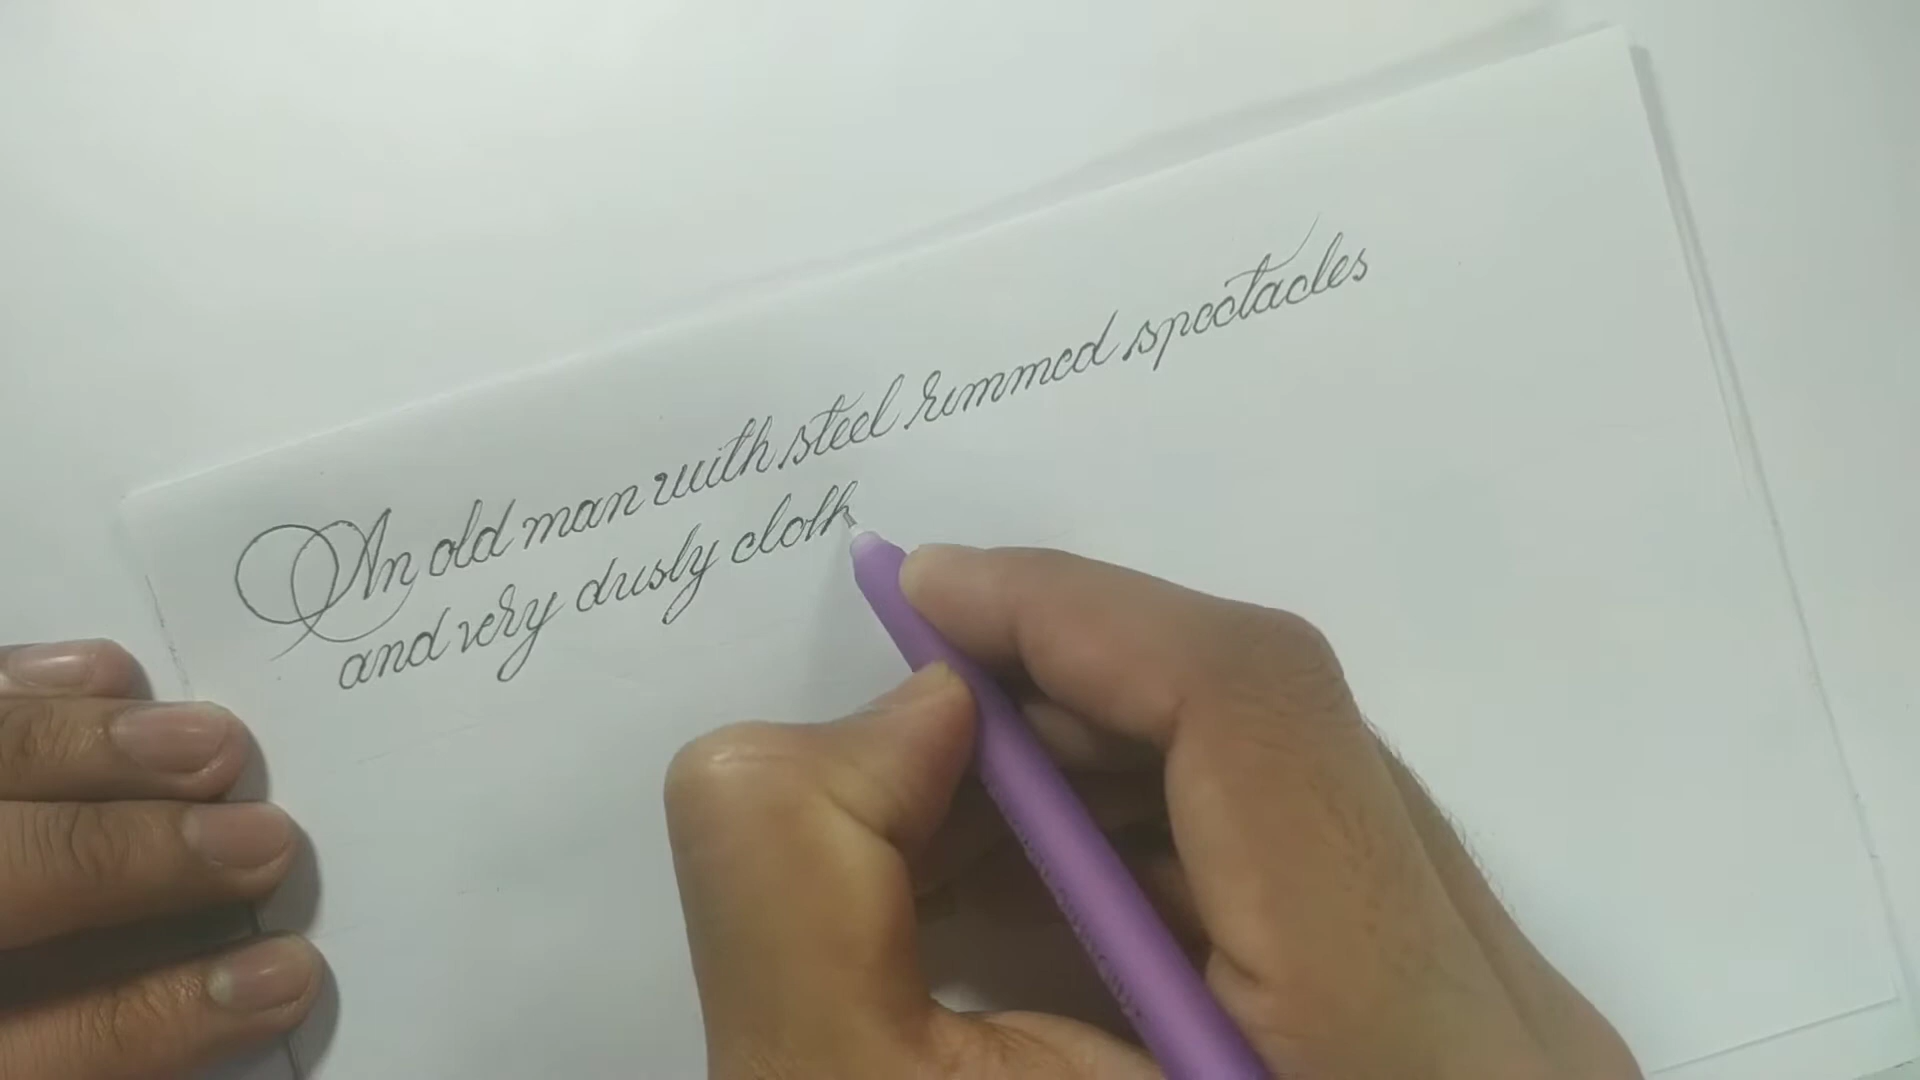 An old man with steel rimmed spectacles
and very dusty cloth